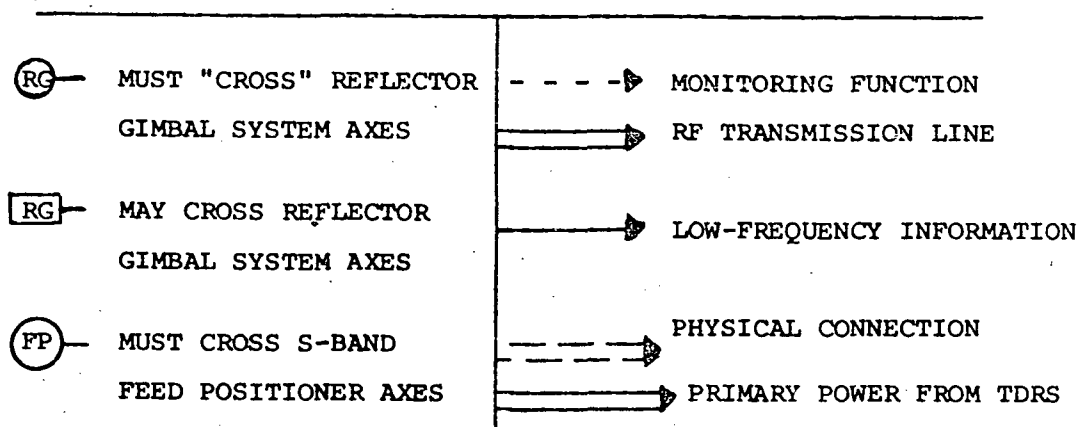 RG MUST "CROSS" REFLECTOR
GIMBAL SYSTEM AXES
RG MAY CROSS REFLECTOR
GIMBAL SYSTEM AXES
FP MUST CROSS S-BAND
FEED POSITIONER AXES
MONITORING FUNCTION
RF TRANSMISSION LINE
LOW-FREQUENCY INFORMATION
PHYSICAL CONNECTION
PRIMARY POWER FROM TDRS